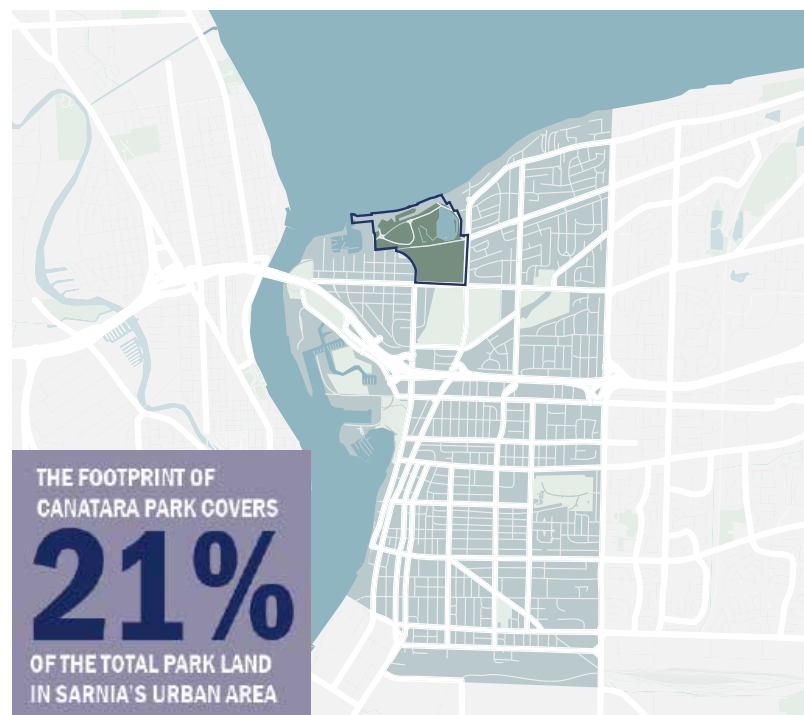 THE FOOTPRINT OF
CANATARA PARK COVERS
21%
OF THE TOTAL PARK LAND
IN SARNIA'S URBAN AREA